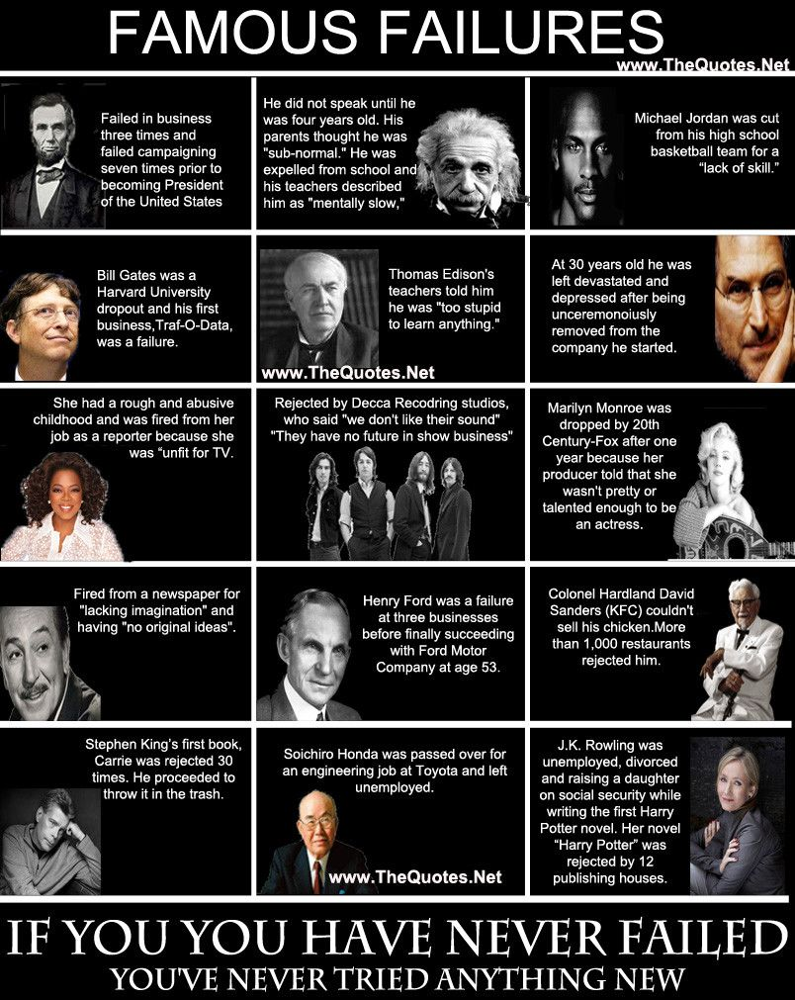 FAMOUS FAILURES
www.TheQuotes.Net
Failed in business
three times and
failed campaigning
seven times prior to
becoming President
of the United States
He did not speak until he
was four years old. His
parents thought he was
"sub-normal." He was
expelled from school and
his teachers described
him as "mentally slow,"
Michael Jordan was cut
from his high school
basketball team for a
“lack of skill.”
Bill Gates was a
Harvard University
dropout and his first
business,Traf-O-Data,
was a failure.
Thomas Edison's
teachers told him
he was "too stupid
to learn anything."
www.TheQuotes.Net
At 30 years old he was
left devastated and
depressed after being
unceremonoiusly
removed from the
company he started.
She had a rough and abusive
childhood and was fired from her
job as a reporter because she
was “unfit for TV.
Rejected by Decca Recodring studios,
who said "we don't like their sound"
"They have no future in show business"
Marilyn Monroe was
dropped by 20th
Century-Fox after one
year because her
producer told that she
wasn't pretty or
talented enough to be
an actress.
Fired from a newspaper for
"lacking imagination" and
having "no original ideas".
Henry Ford was a failure
at three businesses
before finally succeeding
with Ford Motor
Company at age 53.
Colonel Hardland David
Sanders (KFC) couldn't
sell his chicken.More
than 1,000 restaurants
rejected him.
Stephen King's first book,
Carrie was rejected 30
times. He proceeded to
throw it in the trash.
Soichiro Honda was passed over for
an engineering job at Toyota and left
unemployed.
www.TheQuotes.Net
J.K. Rowling was
unemployed, divorced
and raising a daughter
on social security while
writing the first Harry
Potter novel. Her novel
“Harry Potter” was
rejected by 12
publishing houses.
IF YOU YOU HAVE NEVER FAILED
YOU'VE NEVER TRIED ANYTHING NEW